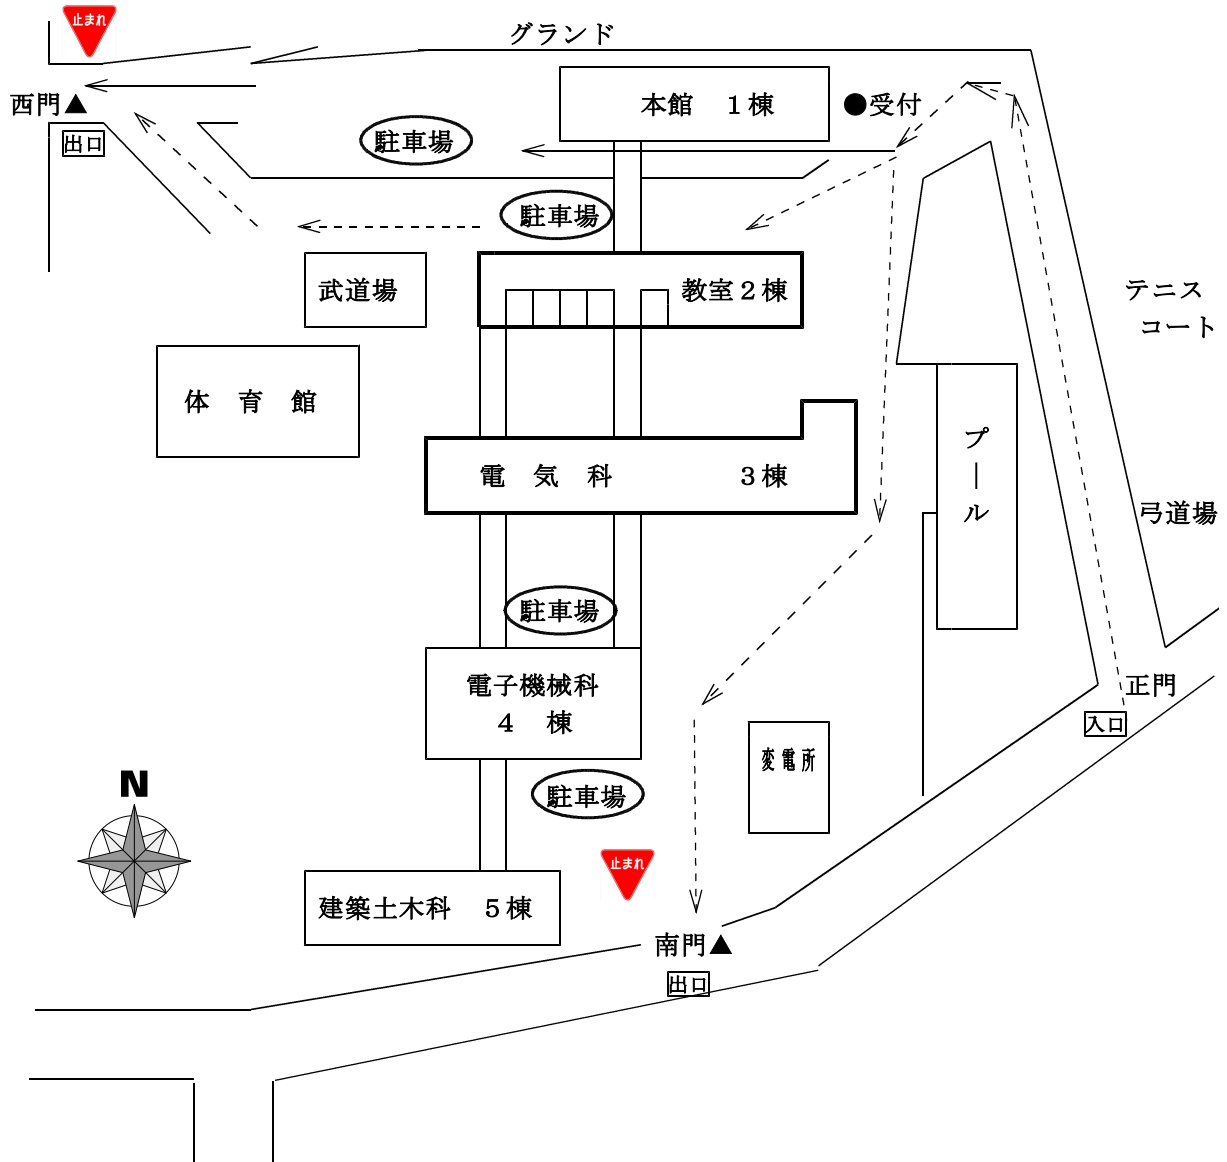 止まれ
グランド
西門▲
出口
本館　１棟
●受付
駐車場
駐車場
武道場
教室２棟
テニス
コート
体　育　館
プール
電　気　科　　　　　３棟
弓道場
駐車場
電子機械科
４　棟
正門
入口
変電所
N
駐車場
止まれ
建築土木科　５棟
南門▲
出口